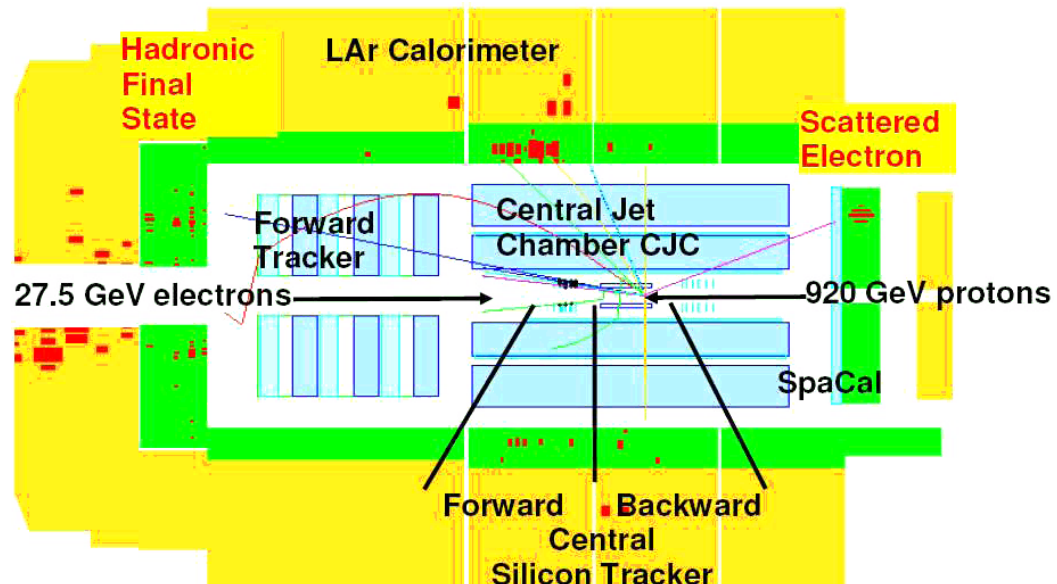 Hadronic
Final
State
LAr Calorimeter
Scattered
Electron
Forward
Tracker
Central Jet
Chamber CJC
27.5 GeV electrons
920 GeV protons
SpaCal
Forward
Backward
Central
Silicon Tracker